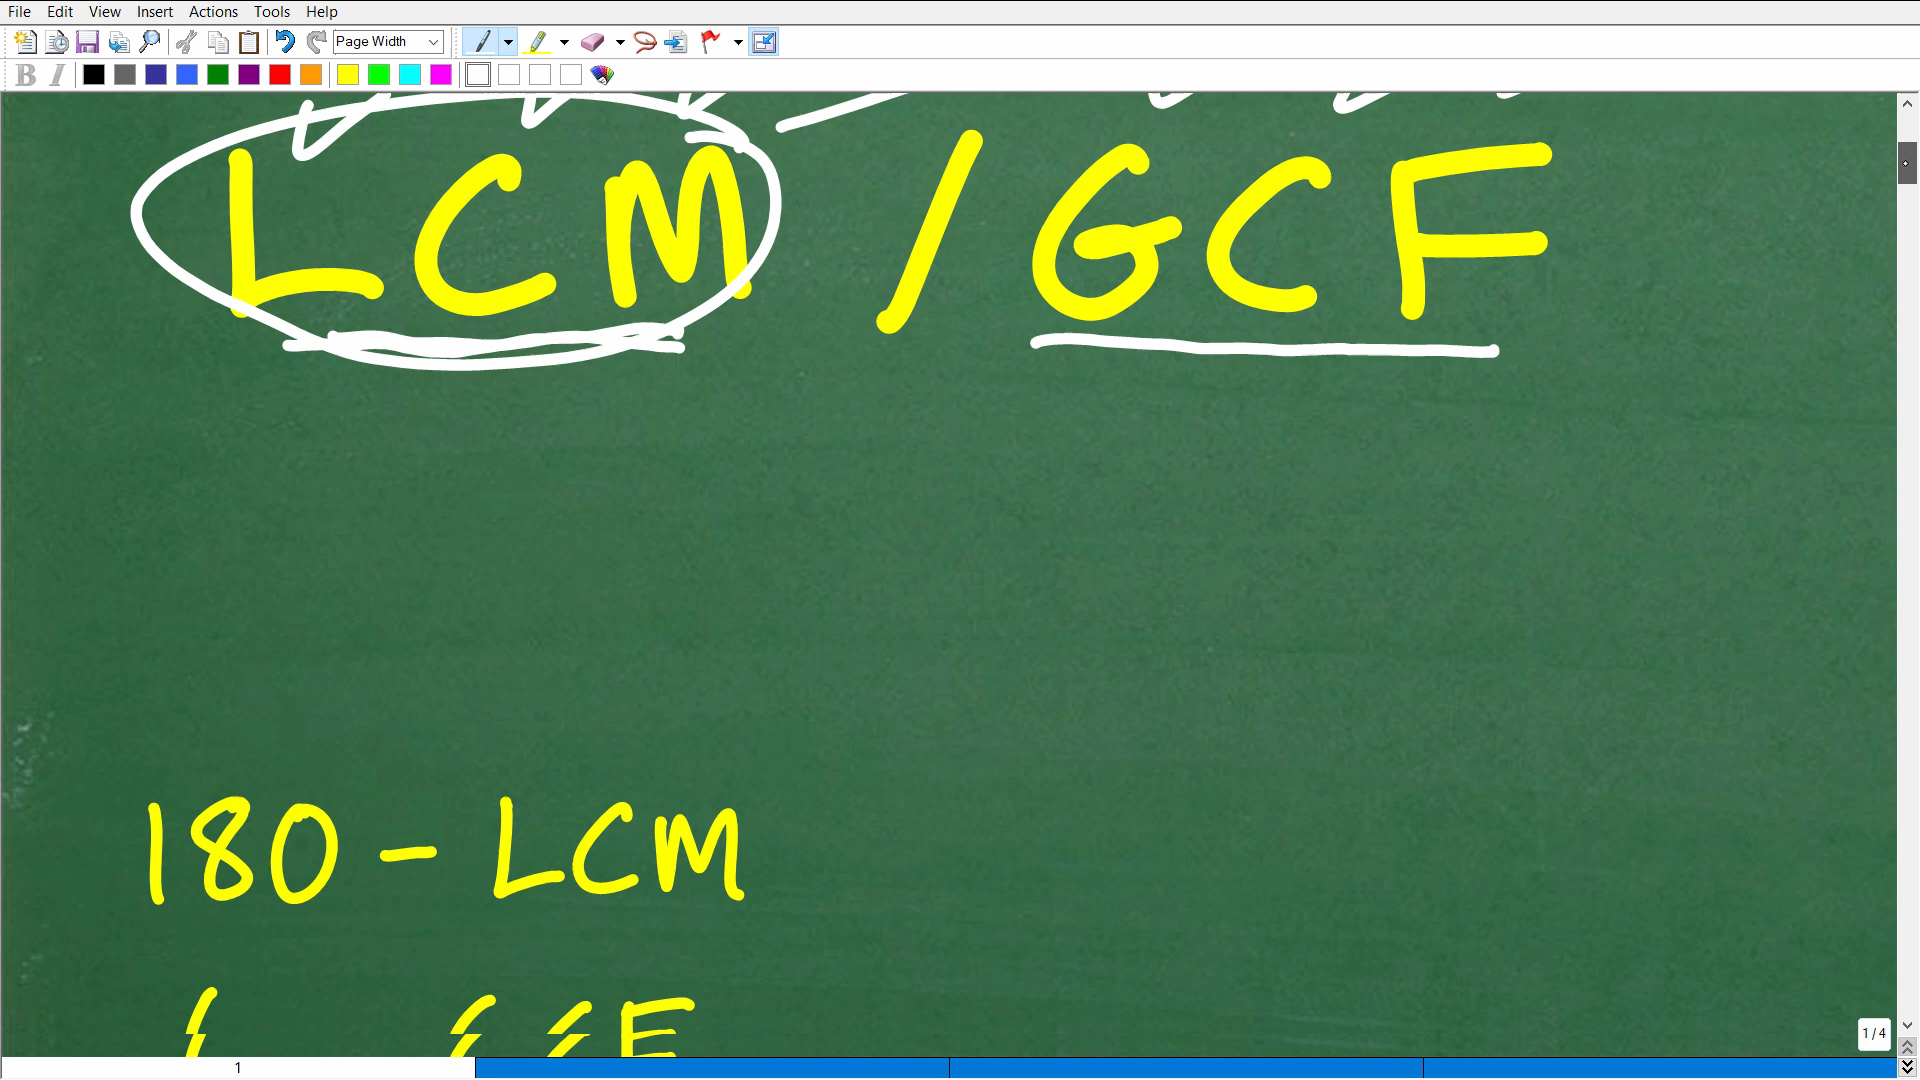 File Edit View Insert Actions Tools Help
Page Width
B I
LCM / GCF
180 - LCM
1 / 4
1